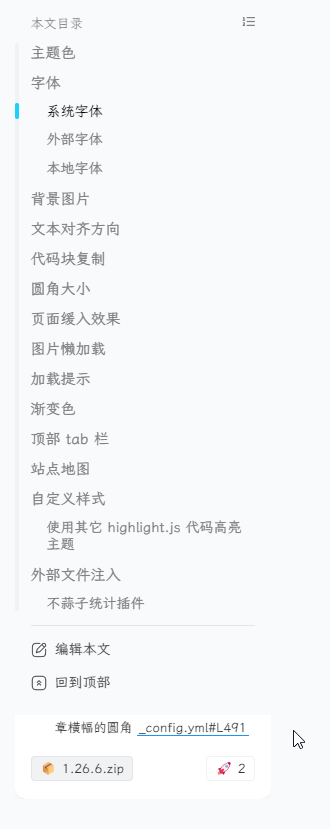 本文目录
主题色
字体
系统字体
外部字体
本地字体
背景图片
文本对齐方向
代码块复制
圆角大小
页面缓入效果
图片懒加载
加载提示
渐变色
顶部 tab 栏
站点地图
自定义样式
使用其它 highlight.js 代码高亮
主题
外部文件注入
不蒜子统计插件
编辑本文
回到顶部
章横幅的圆角 _config.yml#L491
1.26.6.zip
2